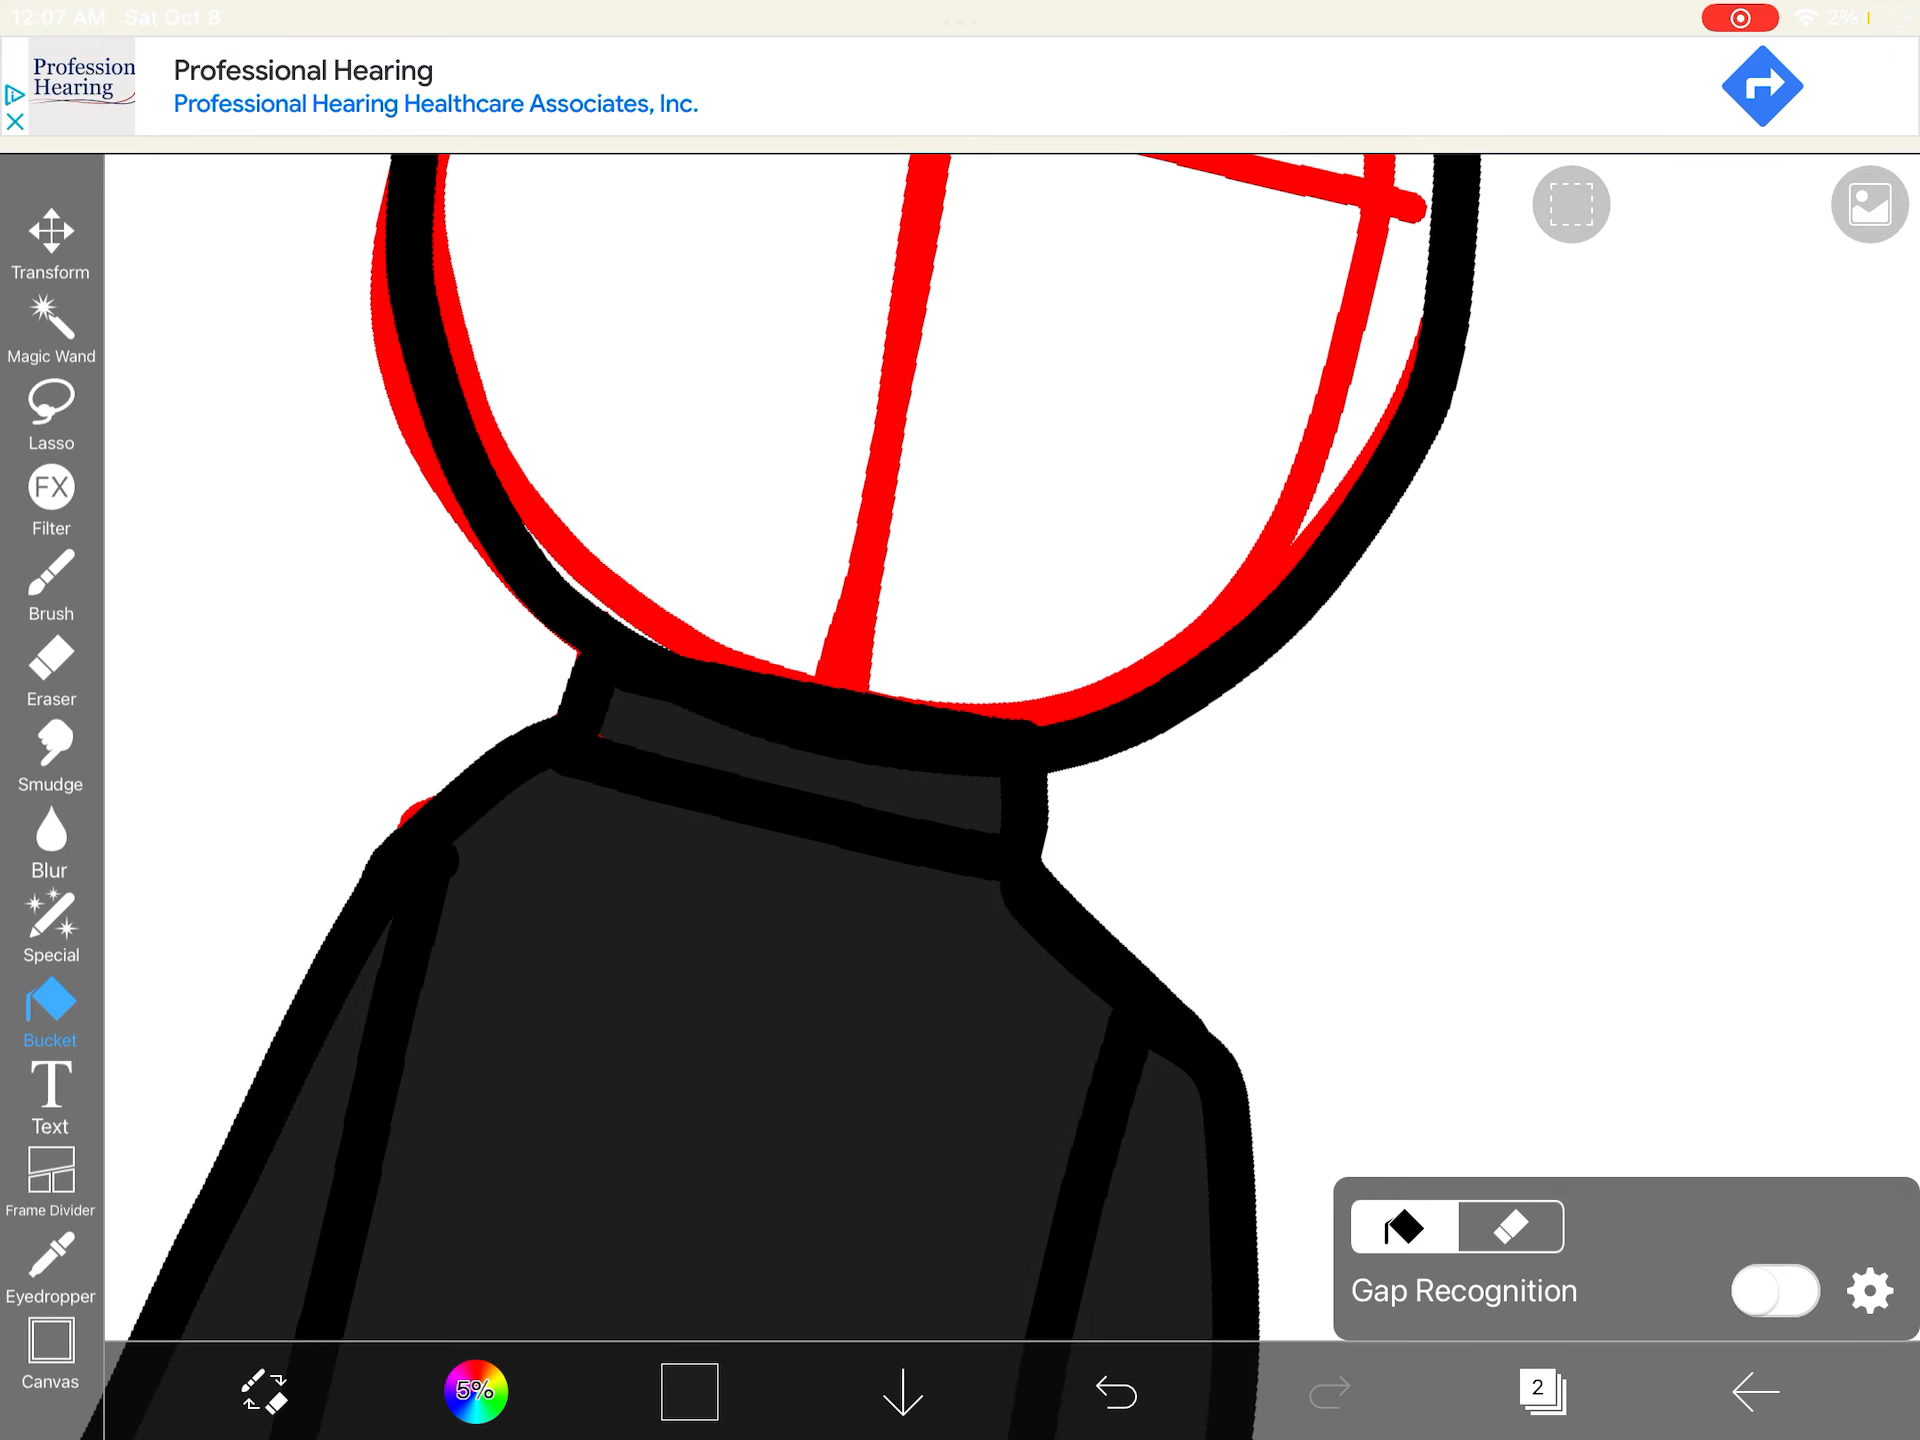 12:07 AM Sat Oct 8
2%
Profession
Hearing
Professional Hearing
Professional Hearing Healthcare Associates, Inc.
Transform
Magic Wand
Lasso
FX
Filter
Brush
Eraser
Smudge
Blur
Special
Bucket
T
Text
Frame Divider
Eyedropper
Canvas
Gap Recognition
5%
2